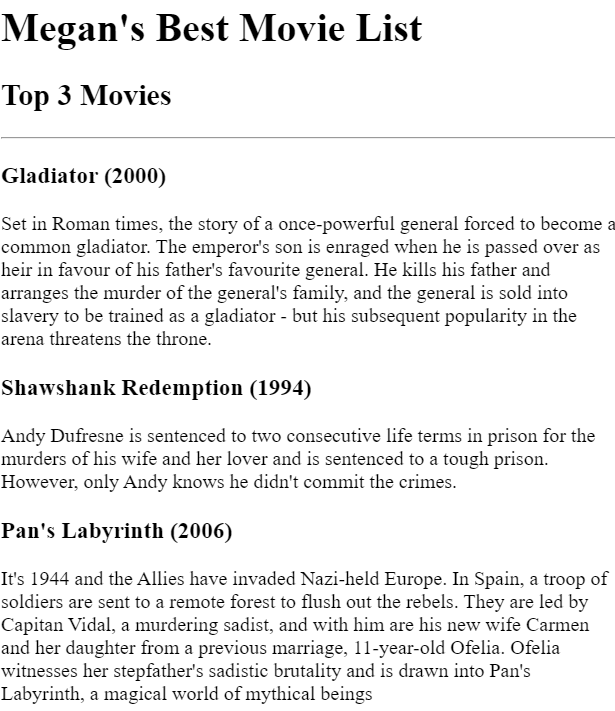 Megan's Best Movie List
Top 3 Movies
Gladiator (2000)
Set in Roman times, the story of a once-powerful general forced to become a
common gladiator. The emperor's son is enraged when he is passed over as
heir in favour of his father's favourite general. He kills his father and
arranges the murder of the general's family, and the general is sold into
slavery to be trained as a gladiator - but his subsequent popularity in the
arena threatens the throne.
Shawshank Redemption (1994)
Andy Dufresne is sentenced to two consecutive life terms in prison for the
murders of his wife and her lover and is sentenced to a tough prison.
However, only Andy knows he didn't commit the crimes.
Pan's Labyrinth (2006)
It's 1944 and the Allies have invaded Nazi-held Europe. In Spain, a troop of
soldiers are sent to a remote forest to flush out the rebels. They are led by
Capitan Vidal, a murdering sadist, and with him are his new wife Carmen
and her daughter from a previous marriage, 11-year-old Ofelia. Ofelia
witnesses her stepfather's sadistic brutality and is drawn into Pan's
Labyrinth, a magical world of mythical beings